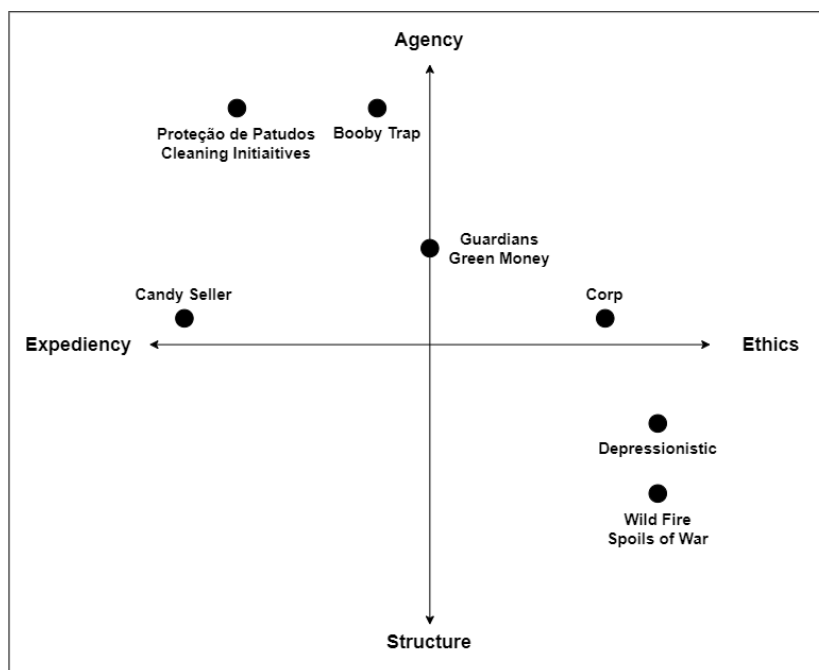 Agency
Proteção de Patudos
Cleaning Initiaitives
Booby Trap
Guardians
Green Money
Candy Seller
Corp
Expediency
Ethics
Depressionistic
Wild Fire
Spoils of War
Structure